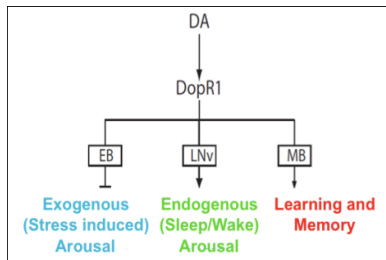 DA
DopR1
EB LNv MB
Exogenous Endogenous Learning and
(Stress induced) (Sleep/Wake) Memory
Arousal Arousal